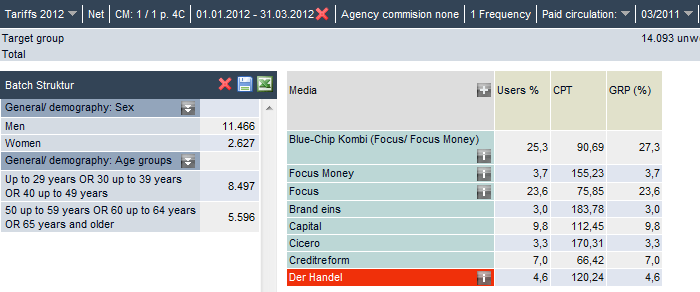 Tariffs 2012 Net CM: 1 / 1 p. 4C 01.01.2012 - 31.03.2012 Agency commision none 1 Frequency Paid circulation: 03/2011
Target group 14.093 unw
Total
Batch Struktur
General/ demography: Sex
Men 11.466
Women 2.627
General/ demography: Age groups
Up to 29 years OR 30 up to 39 years
OR 40 up to 49 years 8.497
50 up to 59 years OR 60 up to 64 years
OR 65 years and older 5.596
Media Users % CPT GRP (%)
Blue-Chip Kombi (Focus/ Focus Money) 25,3 90,69 27,3
Focus Money 3,7 155,23 3,7
Focus 23,6 75,85 23,6
Brand eins 3,0 183,78 3,0
Capital 9,8 112,45 9,8
Cicero 3,3 170,31 3,3
Creditreform 7,0 66,42 7,0
Der Handel 4,6 120,24 4,6